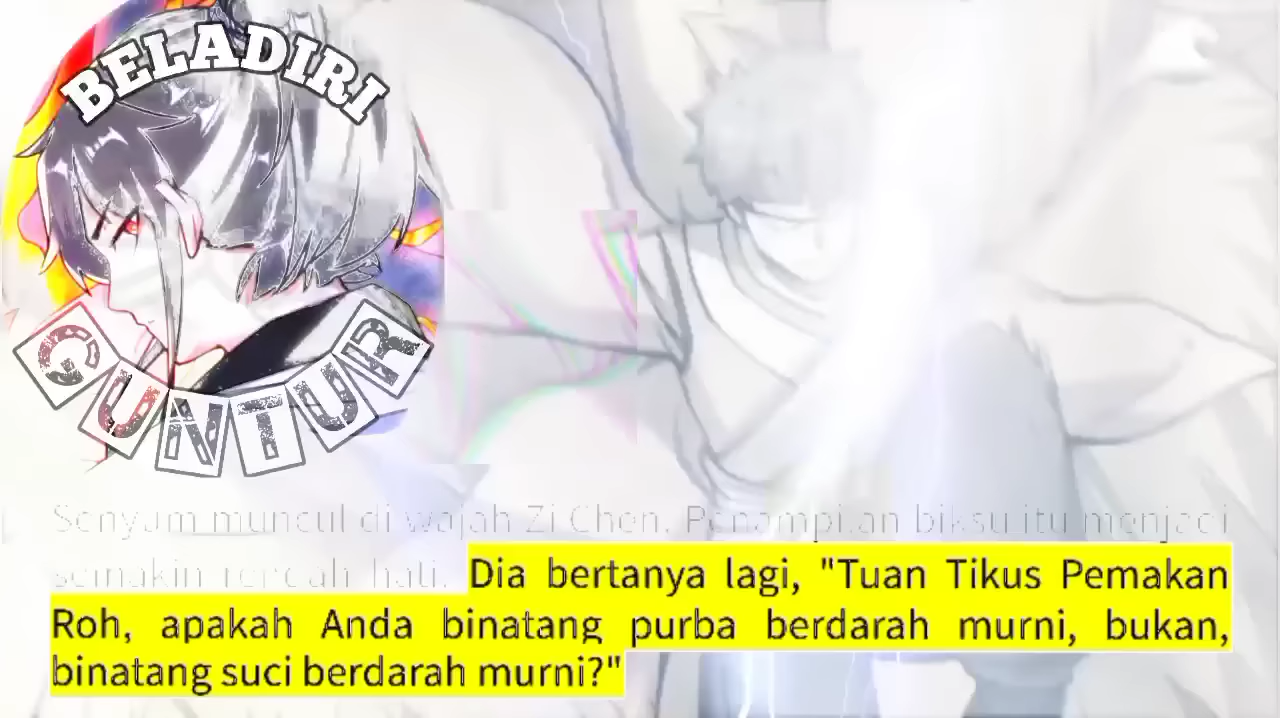 BELADIRI
GUNTUR
Senyum muncul di wajah Zi Chen. Penampilan biksu itu menjadi
semakin rendah hati. Dia bertanya lagi, "Tuan Tikus Pemakan
Roh, apakah Anda binatang purba berdarah murni, bukan,
binatang suci berdarah murni?"